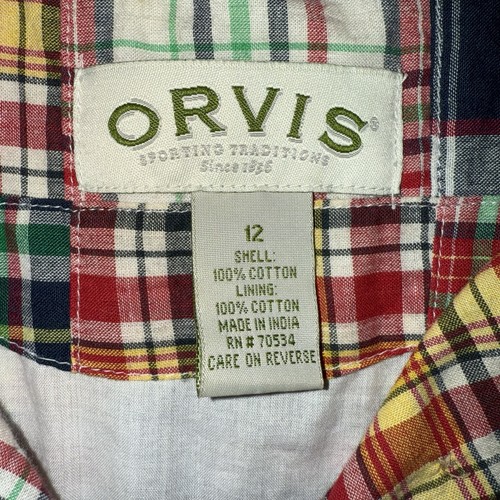 ORVIS®
SPORTING TRADITIONS
Since 1856
12
SHELL:
100% COTTON
LINING:
100% COTTON
MADE IN INDIA
RN# 70534
CARE ON REVERSE